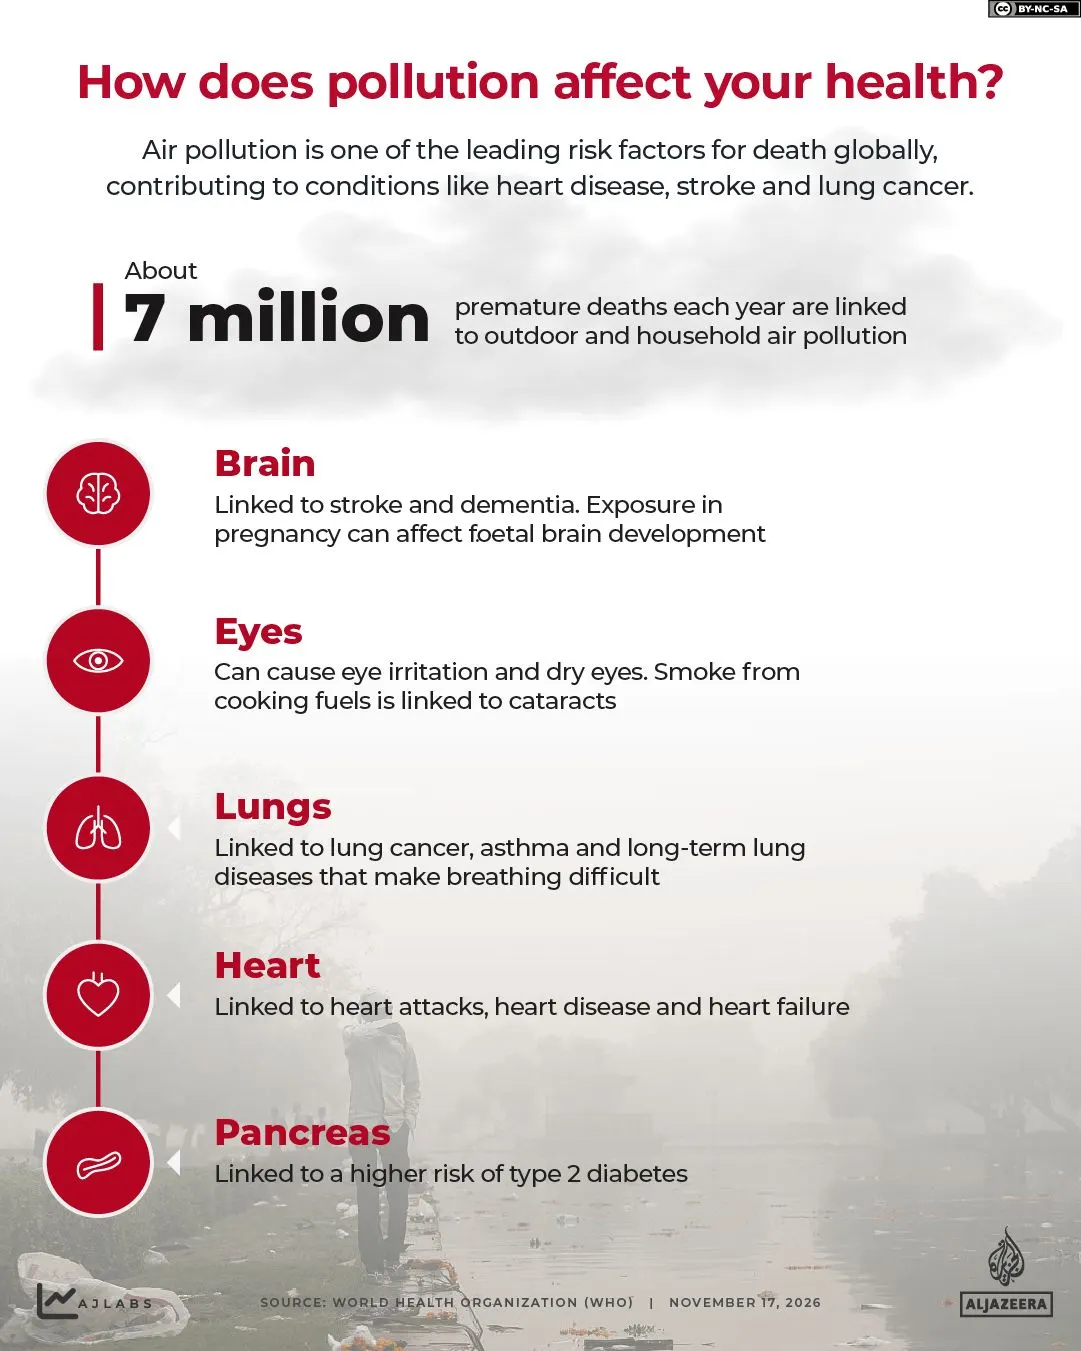 BY-NC-SA
How does pollution affect your health?
Air pollution is one of the leading risk factors for death globally,
contributing to conditions like heart disease, stroke and lung cancer.
About
7 million
premature deaths each year are linked
to outdoor and household air pollution
Brain
Linked to stroke and dementia. Exposure in
pregnancy can affect foetal brain development
Eyes
Can cause eye irritation and dry eyes. Smoke from
cooking fuels is linked to cataracts
Lungs
Linked to lung cancer, asthma and long-term lung
diseases that make breathing difficult
Heart
Linked to heart attacks, heart disease and heart failure
Pancreas
Linked to a higher risk of type 2 diabetes
AJLABS
SOURCE: WORLD HEALTH ORGANIZATION (WHO) | NOVEMBER 17, 2026
ALJAZEERA